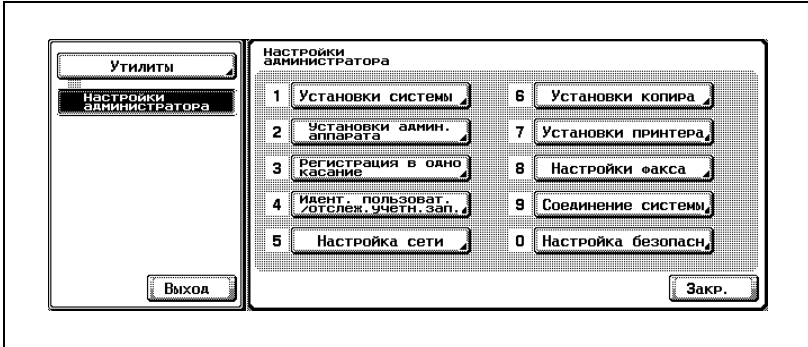 Утилиты
Настройки
администратора
Выход
Настройки
администратора
1 Установки системы
2 Установки админ.
аппарата
3 Регистрация в одно
касание
4 Идент. пользоват.
/отслеж.учетн.зап.
5 Настройка сети
6 Установки копира
7 Установки принтера
8 Настройки факса
9 Соединение системы
0 Настройка безопасн
Закр.